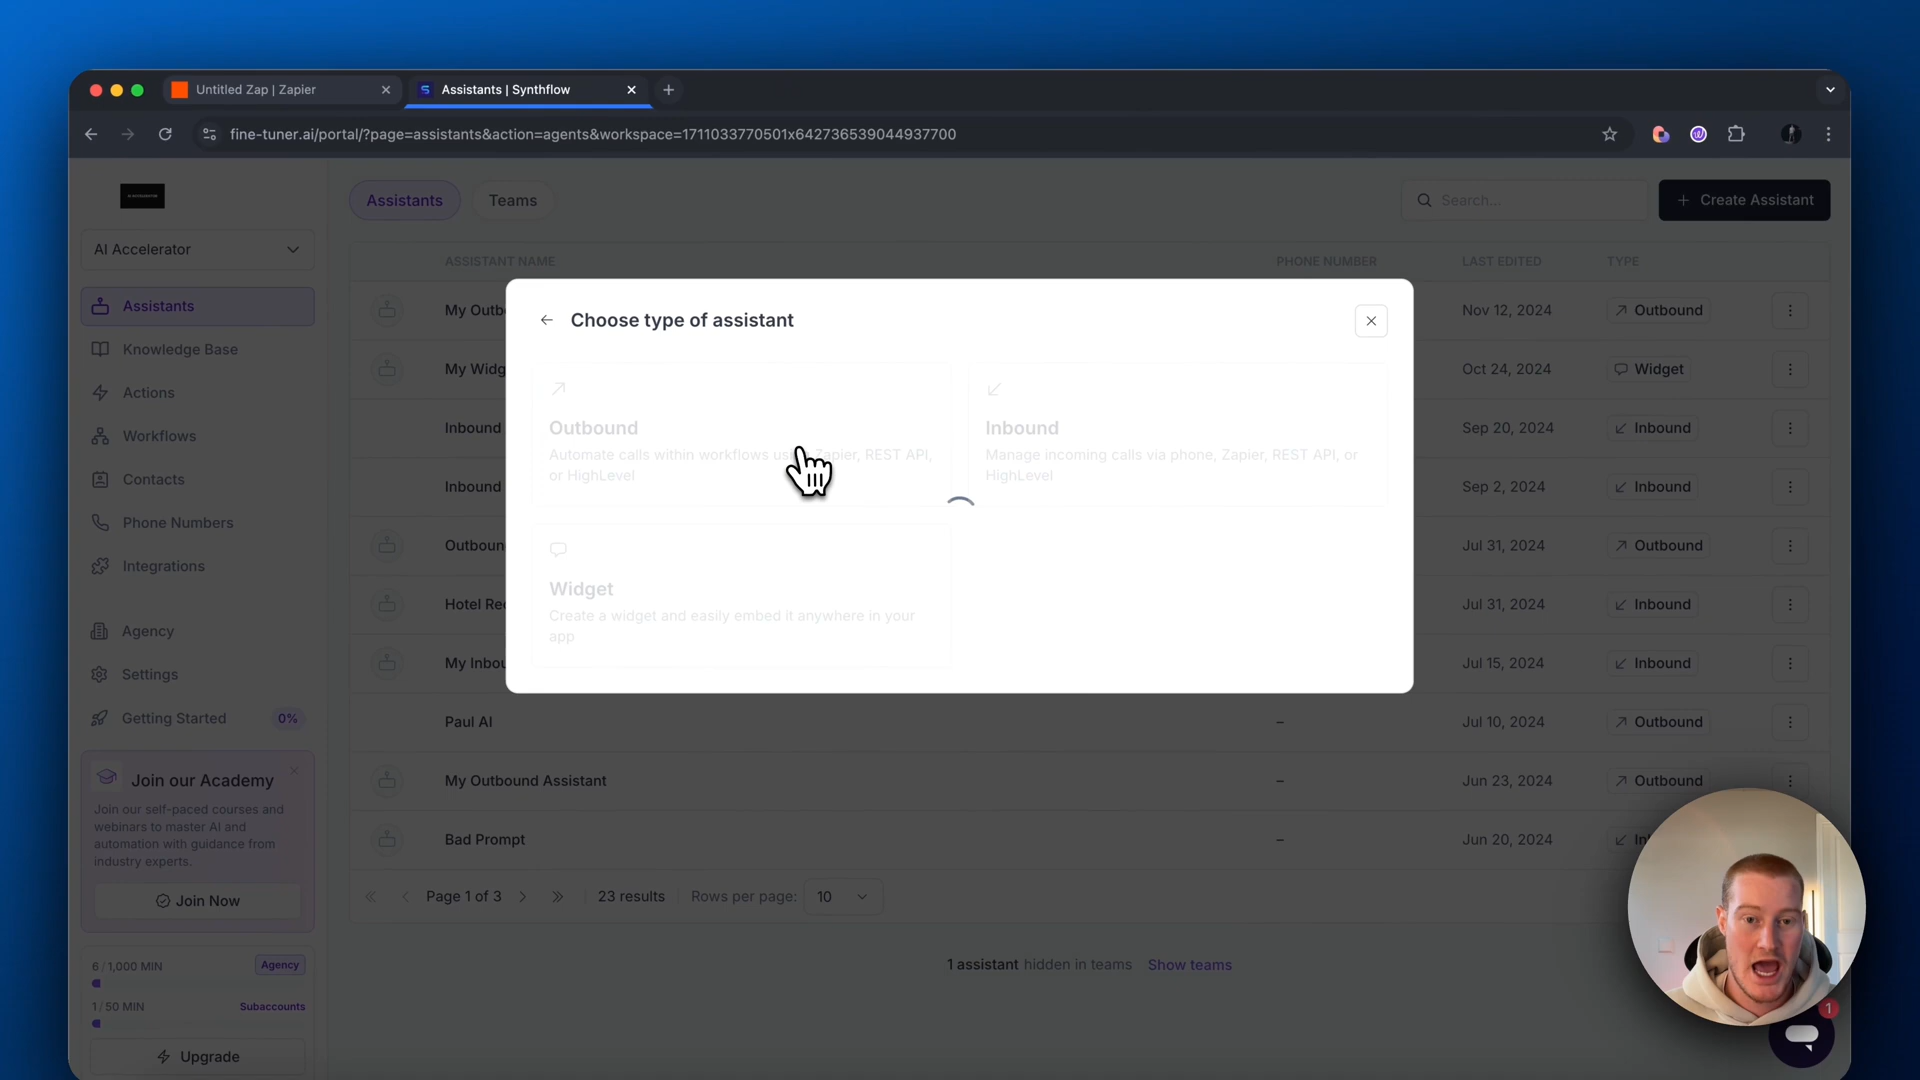 Untitled Zap | Zapier
Assistants | Synthflow
fine-tuner.ai/portal/?page=assistants&action=agents&workspace=1711033770501x642736539044937700
AI Accelerator
Assistants
Knowledge Base
Actions
Workflows
Contacts
Phone Numbers
Integrations
Agency
Settings
Getting Started 0%
Join our Academy
Join our self-paced courses and
webinars to master AI and
automation with guidance from
industry experts.
Join Now
6/1,000 MIN Agency
1/50 MIN Subaccounts
Upgrade
Assistants Teams Search... + Create Assistant
ASSISTANT NAME PHONE NUMBER LAST EDITED TYPE
My Outb Nov 12, 2024 Outbound
My Widg Oct 24, 2024 Widget
Inbound Sep 20, 2024 Inbound
Inbound Sep 2, 2024 Inbound
Outboun Jul 31, 2024 Outbound
Hotel Re Jul 31, 2024 Inbound
My Inbou Jul 15, 2024 Inbound
Paul AI – Jul 10, 2024 Outbound
My Outbound Assistant – Jun 23, 2024 Outbound
Bad Prompt – Jun 20, 2024 In
Page 1 of 3 23 results Rows per page: 10
1 assistant hidden in teams Show teams
Choose type of assistant
Outbound
Automate calls within workflows us Zapier, REST API,
or HighLevel
Inbound
Manage incoming calls via phone, Zapier, REST API, or
HighLevel
Widget
Create a widget and easily embed it anywhere in your
app
1